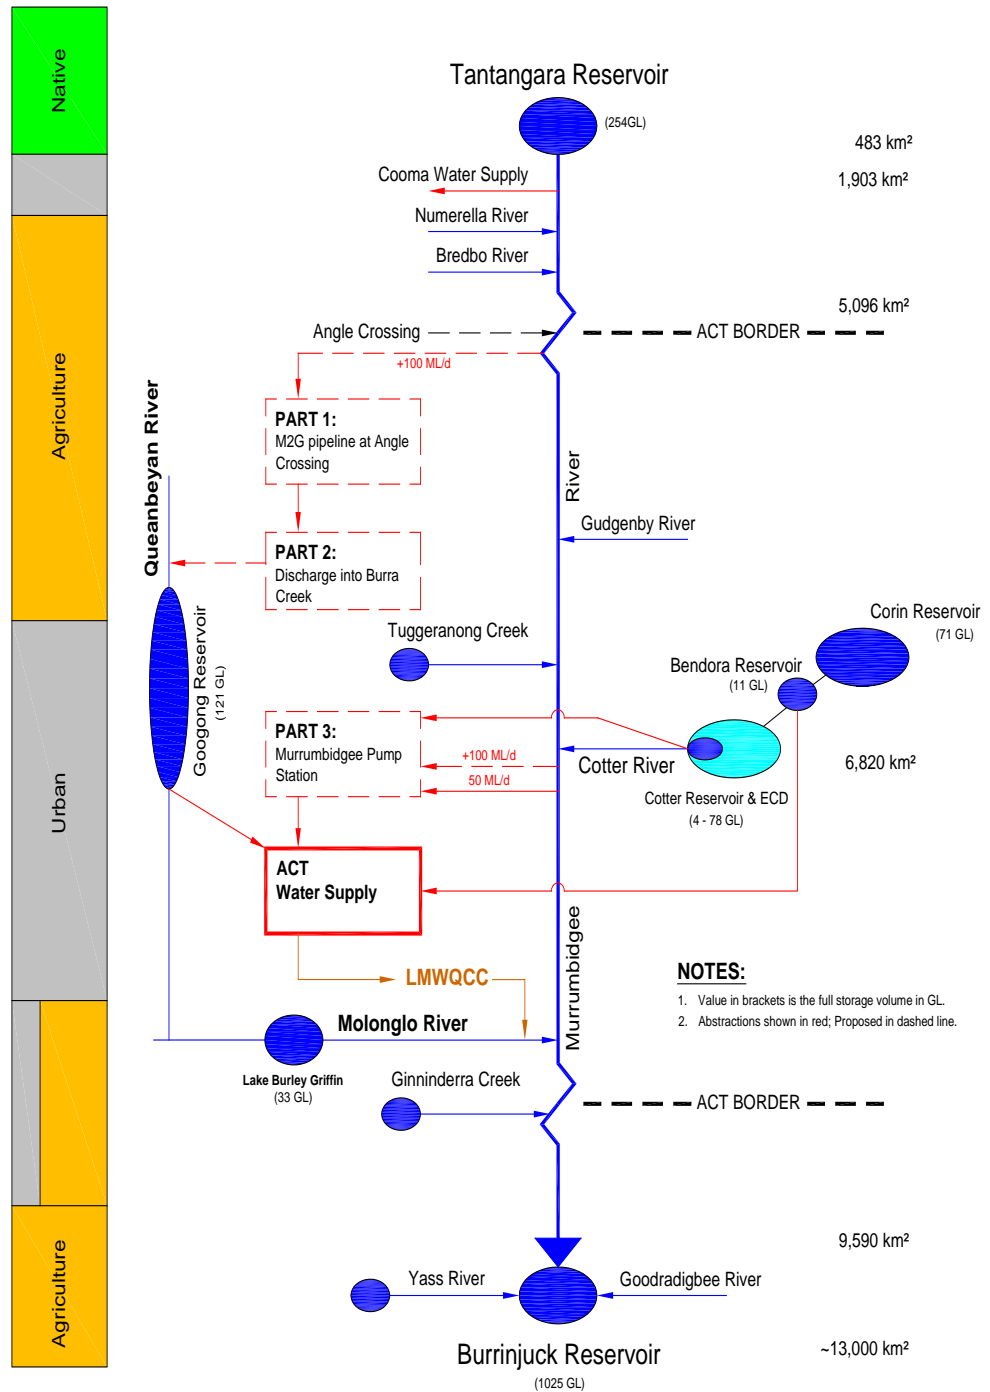 Native
Tantangara Reservoir
(254GL)
483 km²
Cooma Water Supply
1,903 km²
Numerella River
Bredbo River
5,096 km²
Angle Crossing
ACT BORDER
+100 ML/d
Agriculture
Queanbeyan River
PART 1:
M2G pipeline at Angle
Crossing
River
Gudgenby River
PART 2:
Discharge into Burra
Creek
Corin Reservoir
(71 GL)
Tuggeranong Creek
Bendora Reservoir
(11 GL)
Googong Reservoir
(121 GL)
PART 3:
Murrumbidgee Pump
Station
+100 ML/d
50 ML/d
Cotter River
6,820 km²
Cotter Reservoir & ECD
(4 - 78 GL)
Urban
ACT
Water Supply
Murrumbidgee
LMWQCC
NOTES:
1. Value in brackets is the full storage volume in GL.
2. Abstractions shown in red; Proposed in dashed line.
Molonglo River
Lake Burley Griffin
(33 GL)
Ginninderra Creek
ACT BORDER
9,590 km²
Agriculture
Yass River
Goodradigbee River
Burrinjuck Reservoir
(1025 GL)
~13,000 km²